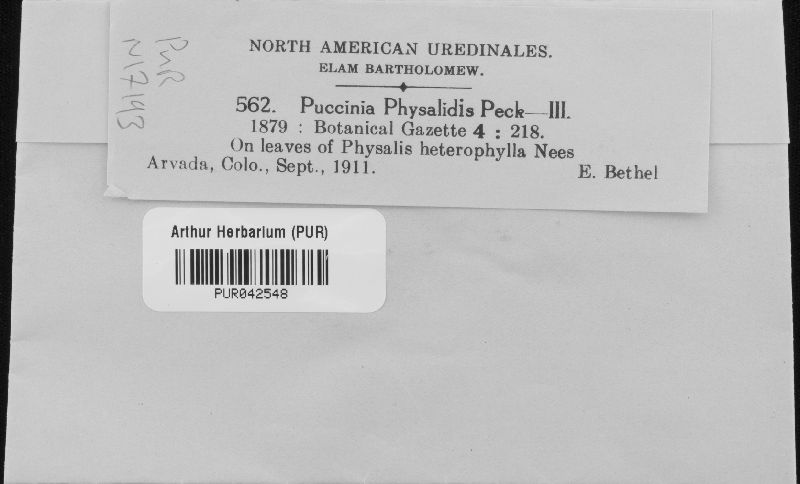 PUR
N17193
NORTH AMERICAN UREDINALES.
ELAM BARTHOLOMEW.
562. Puccinia Physalidis Peck—III.
1879 : Botanical Gazette 4 : 218.
On leaves of Physalis heterophylla Nees
Arvada, Colo., Sept., 1911. E. Bethel
Arthur Herbarium (PUR)
PUR042548